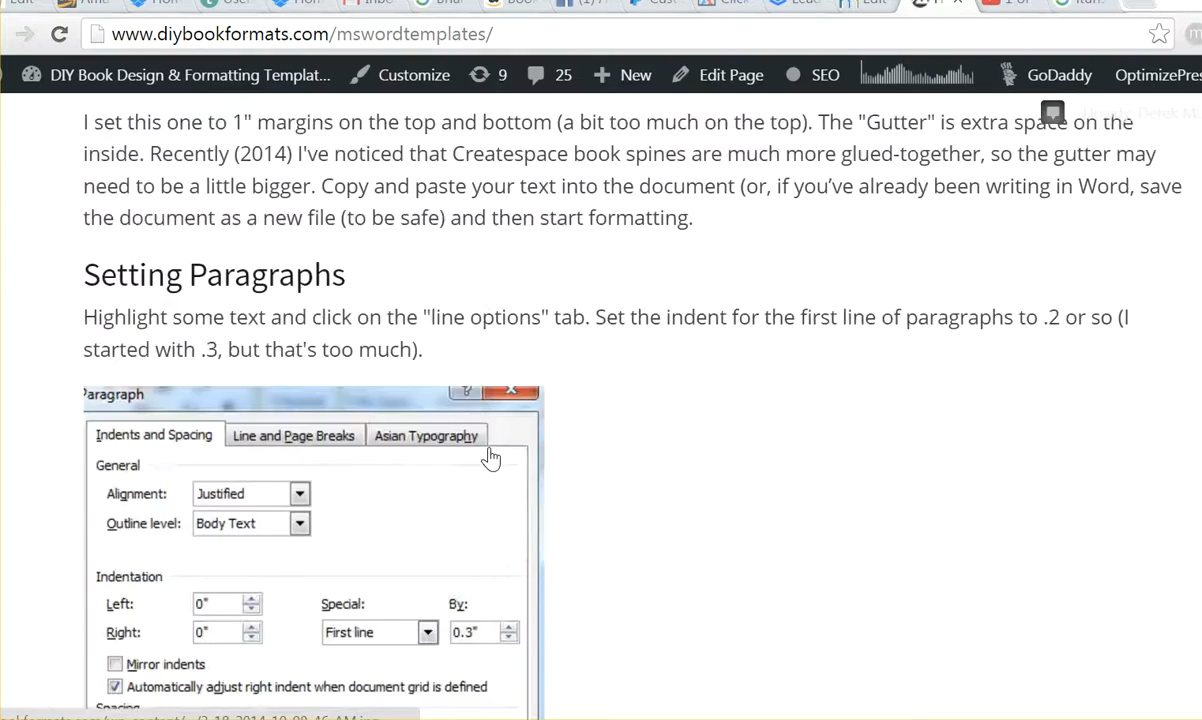 www.diybookformats.com/mswordtemplates/
DIY Book Design & Formatting Templat... Customize 9 25 New Edit Page SEO GoDaddy OptimizePres
I set this one to 1" margins on the top and bottom (a bit too much on the top). The "Gutter" is extra space on the
inside. Recently (2014) I've noticed that Createspace book spines are much more glued-together, so the gutter may
need to be a little bigger. Copy and paste your text into the document (or, if you’ve already been writing in Word, save
the document as a new file (to be safe) and then start formatting.
Setting Paragraphs
Highlight some text and click on the "line options" tab. Set the indent for the first line of paragraphs to .2 or so (I
started with .3, but that's too much).
Paragraph
Indents and Spacing Line and Page Breaks Asian Typography
General
Alignment: Justified
Outline level: Body Text
Indentation
Left: 0" Special: By:
Right: 0" First line 0.3"
Mirror indents
Automatically adjust right indent when document grid is defined
Spacing